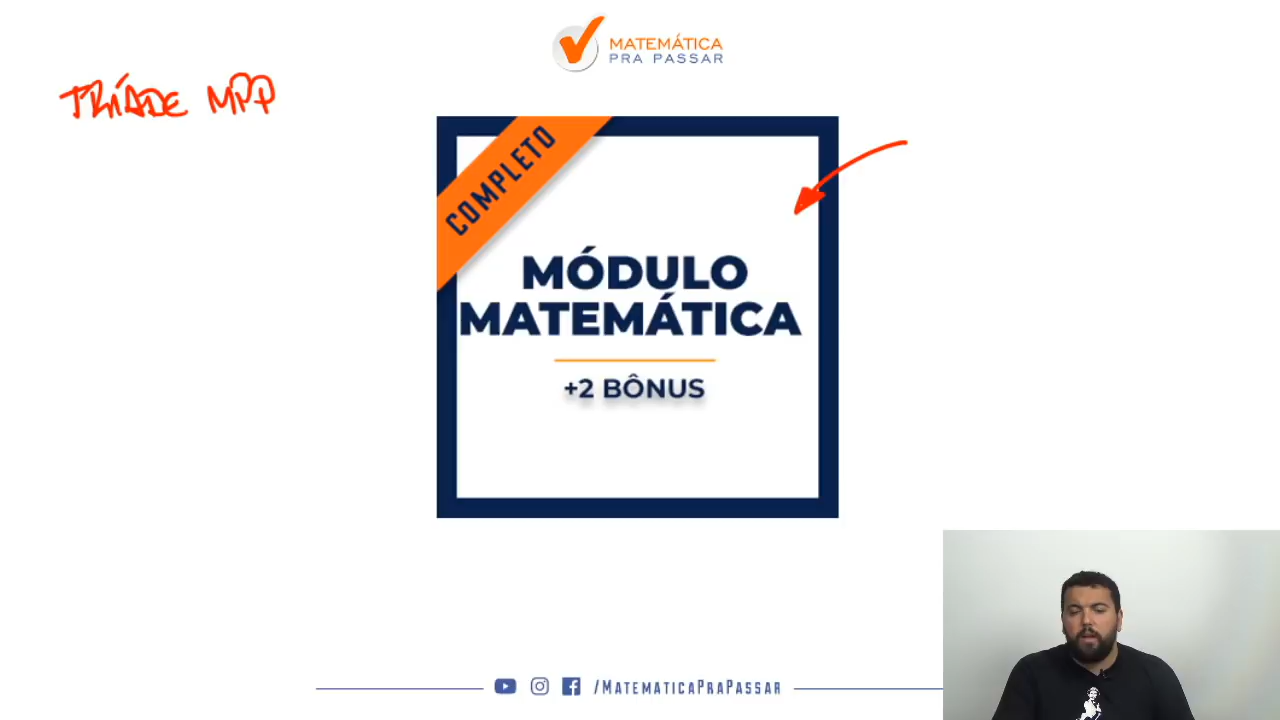 MATEMÁTICA
PRA PASSAR
TRÍADE MPP
COMPLETO
MÓDULO
MATEMÁTICA
+2 BÔNUS
/MATEMATICAPRAPASSAR